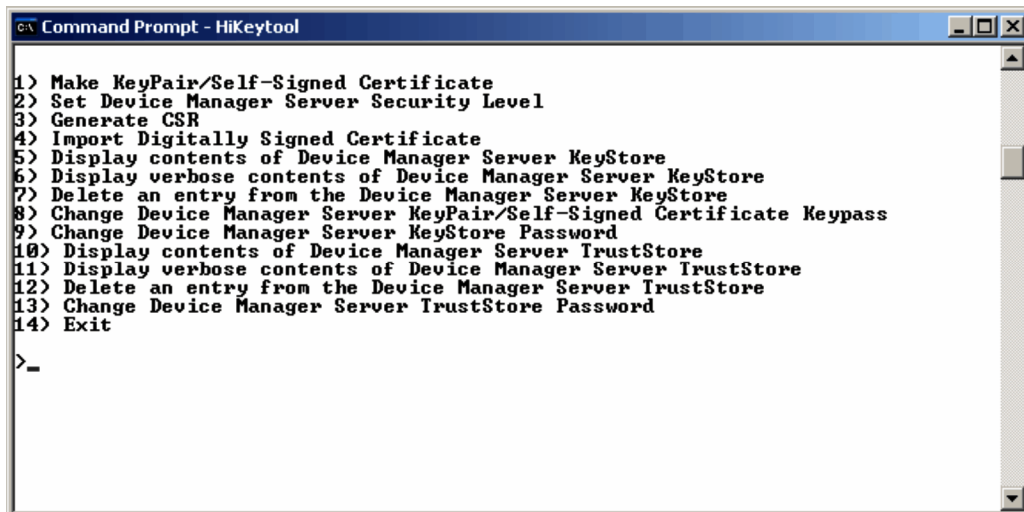 Command Prompt - HiKeytool
1) Make KeyPair/Self-Signed Certificate
2) Set Device Manager Server Security Level
3) Generate CSR
4) Import Digitally Signed Certificate
5) Display contents of Device Manager Server KeyStore
6) Display verbose contents of Device Manager Server KeyStore
7) Delete an entry from the Device Manager Server KeyStore
8) Change Device Manager Server KeyPair/Self-Signed Certificate Keypass
9) Change Device Manager Server KeyStore Password
10) Display contents of Device Manager Server TrustStore
11) Display verbose contents of Device Manager Server TrustStore
12) Delete an entry from the Device Manager Server TrustStore
13) Change Device Manager Server TrustStore Password
14) Exit
>_